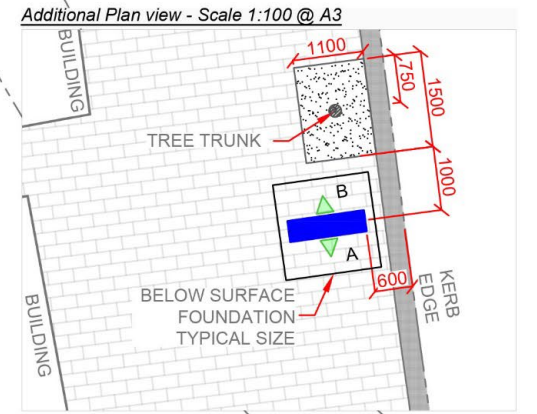 Additional Plan view - Scale 1:100 @ A3
BUILDING
1100
750
1500
TREE TRUNK
1000
B
A
600
BELOW SURFACE
FOUNDATION
TYPICAL SIZE
KERB
EDGE
BUILDING